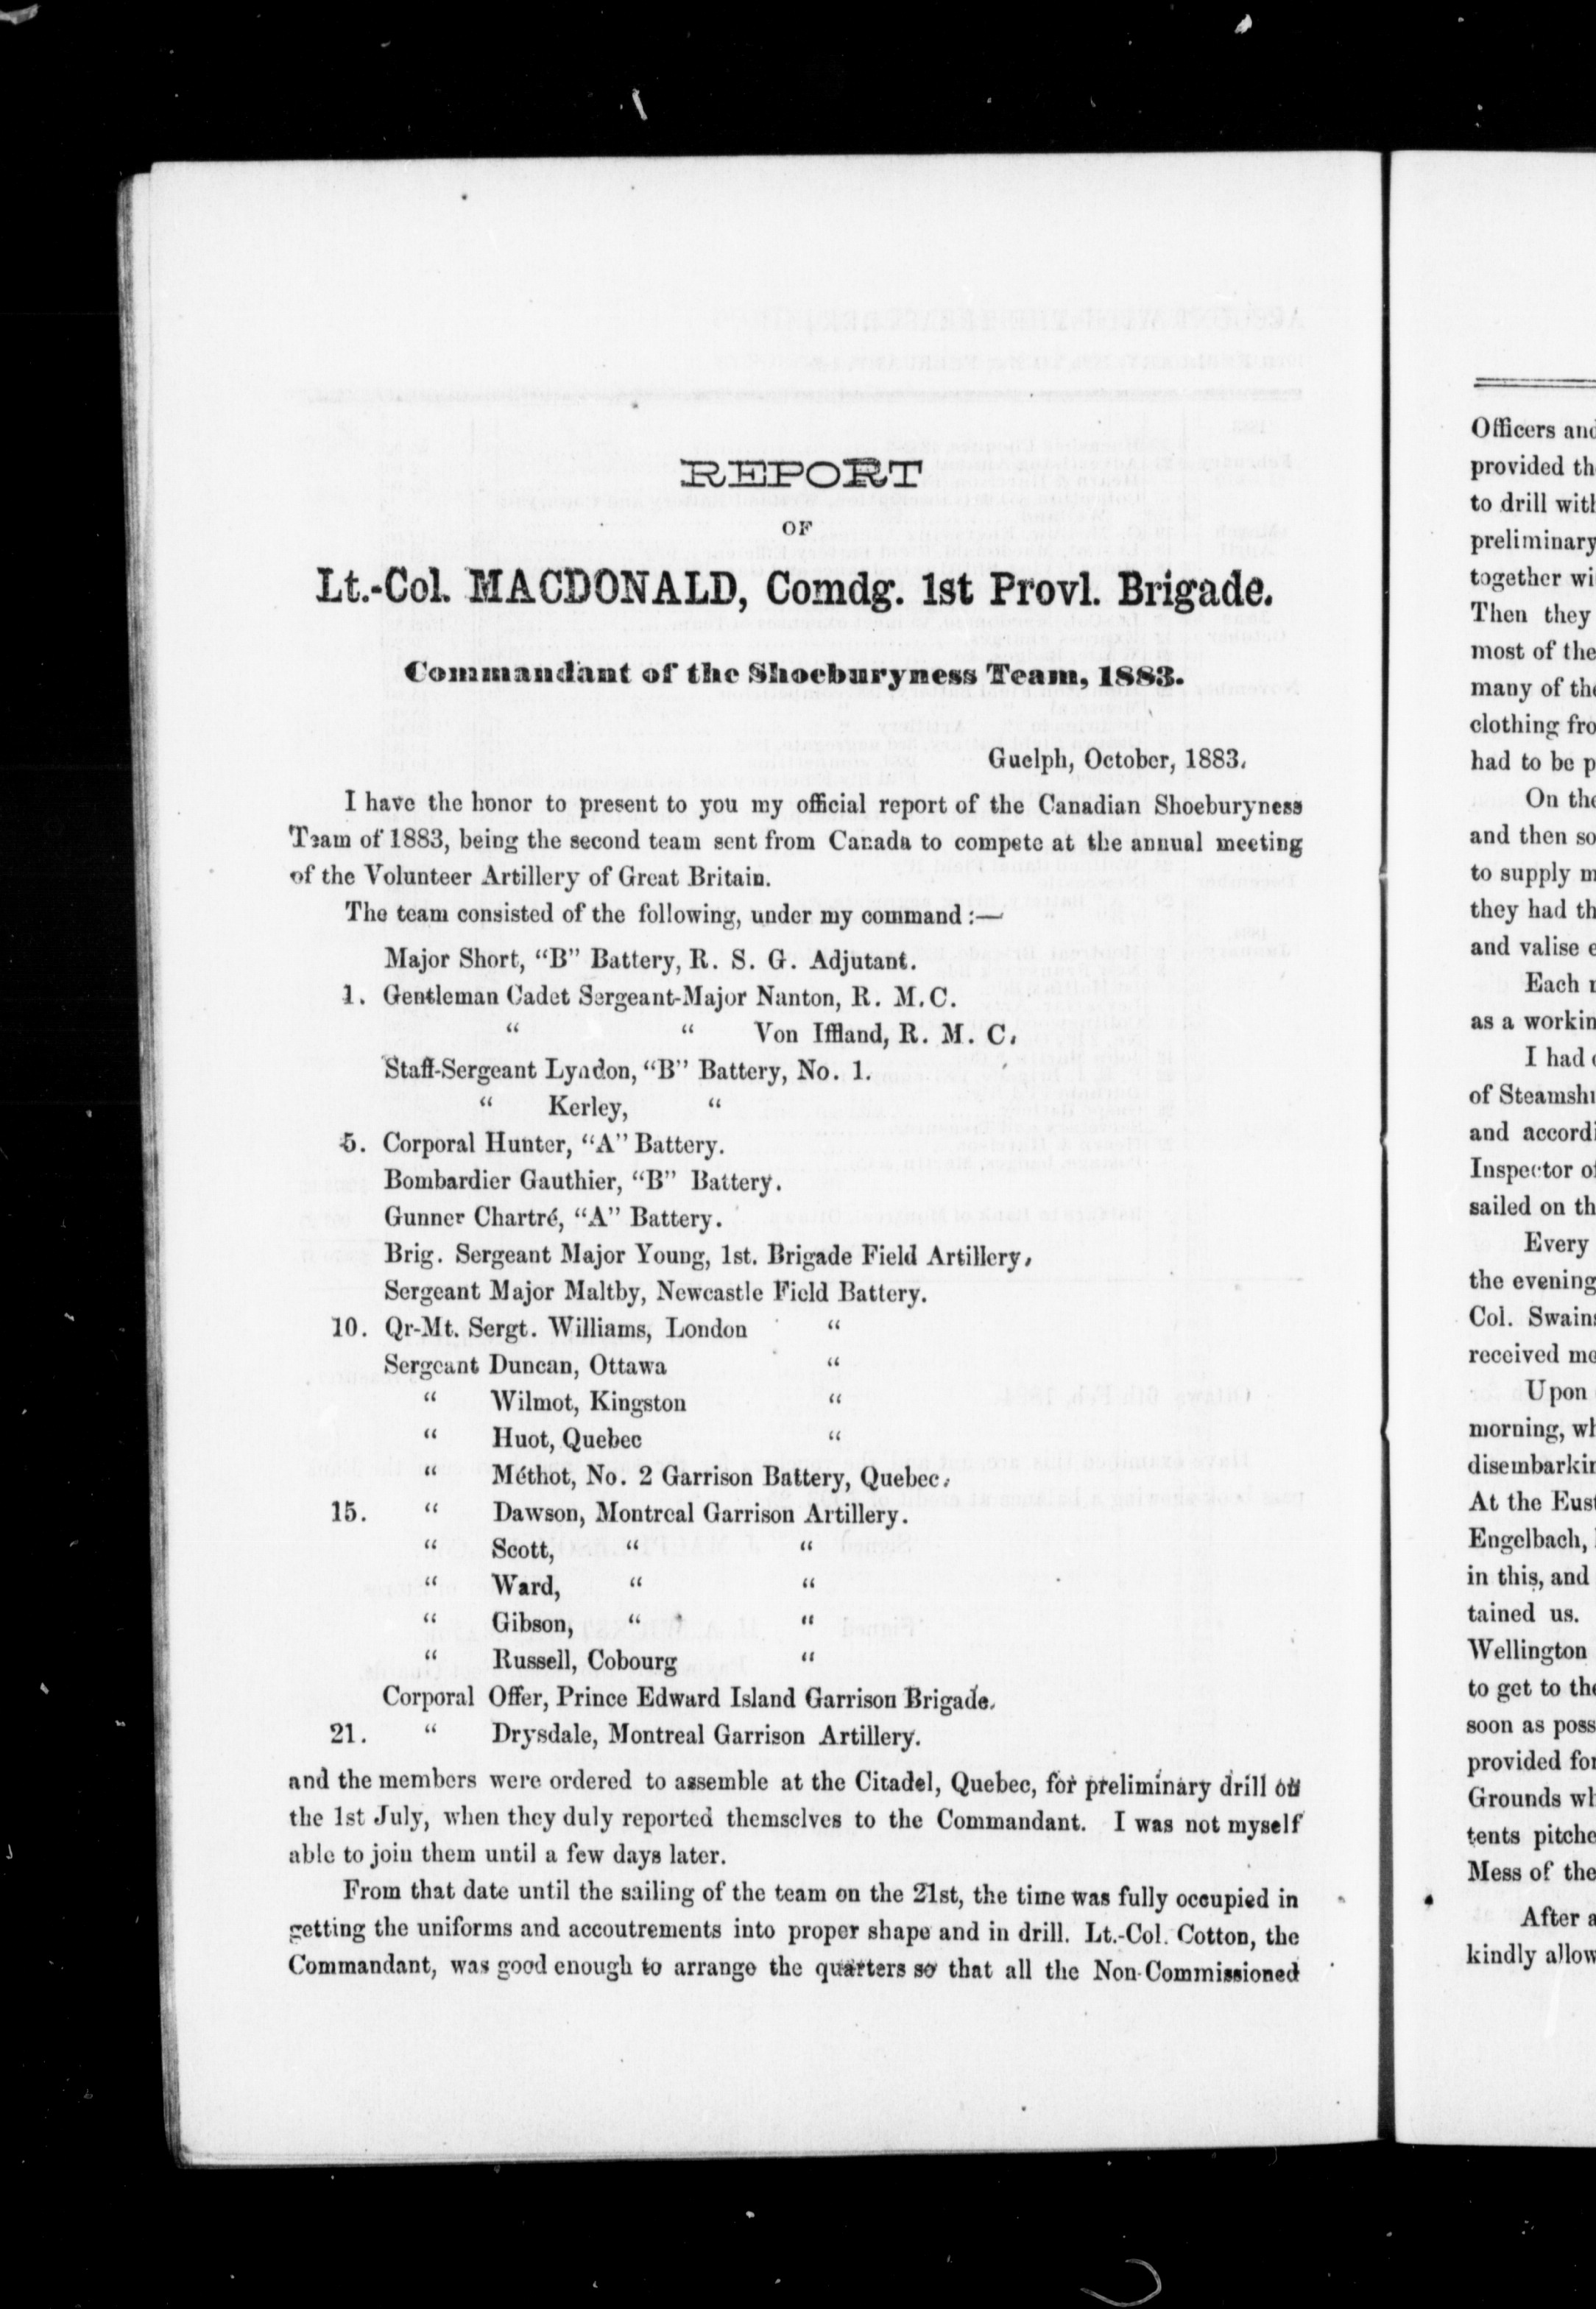 REPORT
OF
Lt.-Col. MACDONALD, Comdg. 1st Provl. Brigade.
Commandant of the Shoeburyness Team, 1883.
Guelph, October, 1883.
I have the honor to present to you my official report of the Canadian Shoeburyness
Team of 1883, being the second team sent from Canada to compete at the annual meeting
of the Volunteer Artillery of Great Britain.
The team consisted of the following, under my command :—
Major Short, “B” Battery, R. S. G. Adjutant.
1. Gentleman Cadet Sergeant-Major Nanton, R. M. C.
“ “ Von Iffland, R. M. C.
Staff-Sergeant Lyndon, “B” Battery, No. 1.
“ Kerley, “
5. Corporal Hunter, “A” Battery.
Bombardier Gauthier, “B” Battery.
Gunner Chartré, “A” Battery.
Brig. Sergeant Major Young, 1st. Brigade Field Artillery.
Sergeant Major Maltby, Newcastle Field Battery.
10. Qr-Mt. Sergt. Williams, London “
Sergeant Duncan, Ottawa “
“ Wilmot, Kingston “
“ Huot, Quebec “
“ Méthot, No. 2 Garrison Battery, Quebec.
15. “ Dawson, Montreal Garrison Artillery.
“ Scott, “ “
“ Ward, “ “
“ Gibson, “ “
“ Russell, Cobourg “
Corporal Offer, Prince Edward Island Garrison Brigade.
21. “ Drysdale, Montreal Garrison Artillery.
and the members were ordered to assemble at the Citadel, Quebec, for preliminary drill on
the 1st July, when they duly reported themselves to the Commandant. I was not myself
able to join them until a few days later.
From that date until the sailing of the team on the 21st, the time was fully occupied in
getting the uniforms and accoutrements into proper shape and in drill. Lt.-Col. Cotton, the
Commandant, was good enough to arrange the quarters so that all the Non-Commissioned
Officers and
provided th
to drill with
preliminary
together wi
Then they
most of the
many of the
clothing fro
had to be p
On the
and then so
to supply m
they had th
and valise e
Each
as a workin
I had
of Steamshi
and accordi
Inspector of
sailed on th
Every
the evening
Col. Swain
received me
Upon
morning, wh
disembarkin
At the Eust
Engelbach,
in this, and
tained us.
Wellington
to get to the
soon as poss
provided for
Grounds wh
tents pitche
Mess of the
After a
kindly allow